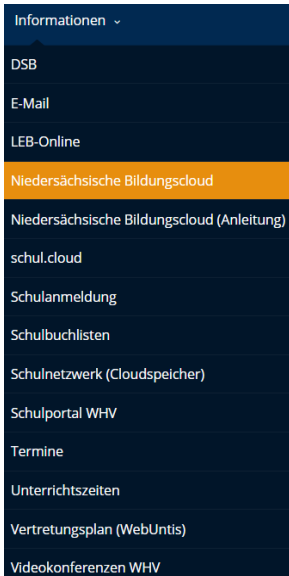 Informationen
DSB
E-Mail
LEB-Online
Niedersächsische Bildungscloud
Niedersächsische Bildungscloud (Anleitung)
schul.cloud
Schulanmeldung
Schulbuchlisten
Schulnetzwerk (Cloudspeicher)
Schulportal WHV
Termine
Unterrichtszeiten
Vertretungsplan (WebUntis)
Videokonferenzen WHV